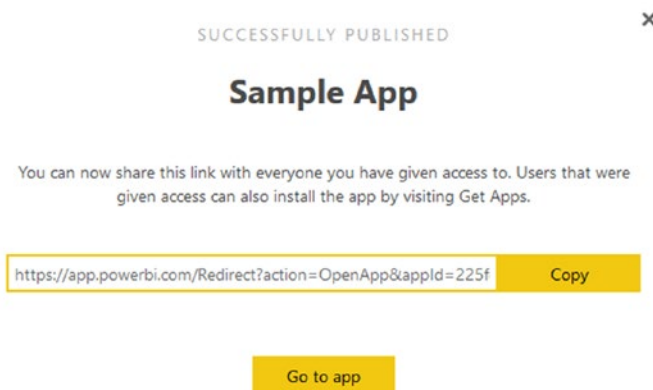 SUCCESSFULLY PUBLISHED
Sample App
You can now share this link with everyone you have given access to. Users that were
given access can also install the app by visiting Get Apps.
https://app.powerbi.com/Redirect?action=OpenApp&appId=225f
Copy
Go to app